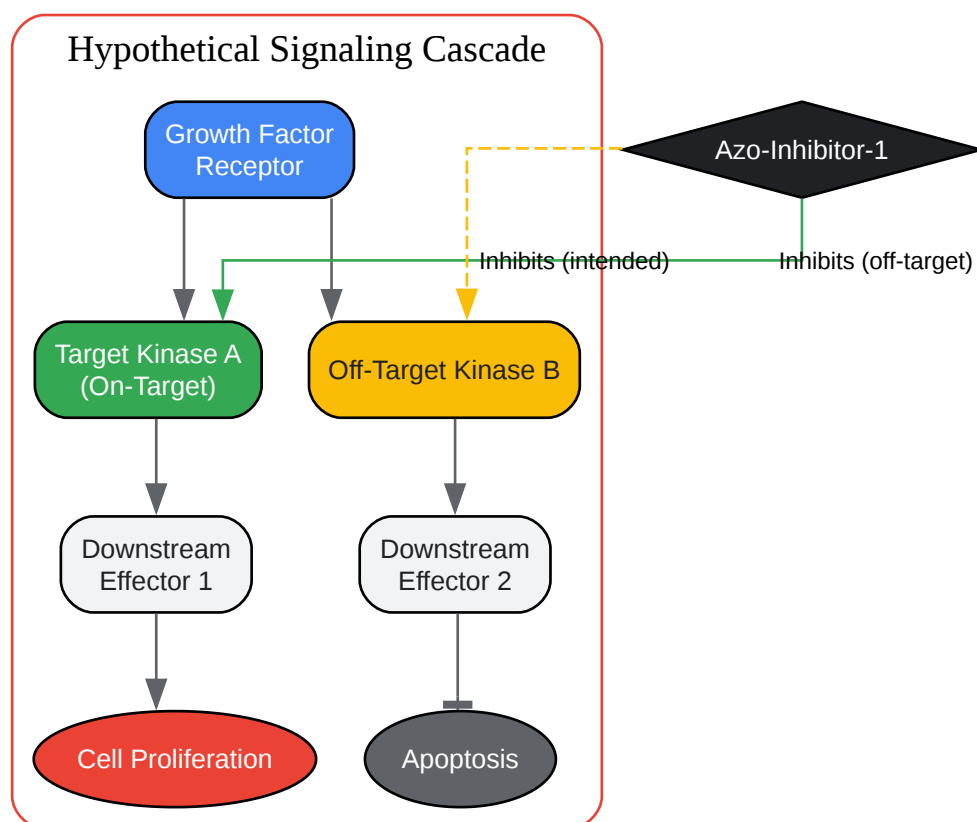 Hypothetical Signaling Cascade
Growth Factor
Receptor
Azo-Inhibitor-1
Inhibits (intended)
Inhibits (off-target)
Target Kinase A
(On-Target)
Off-Target Kinase B
Downstream
Effector 1
Downstream
Effector 2
Cell Proliferation
Apoptosis